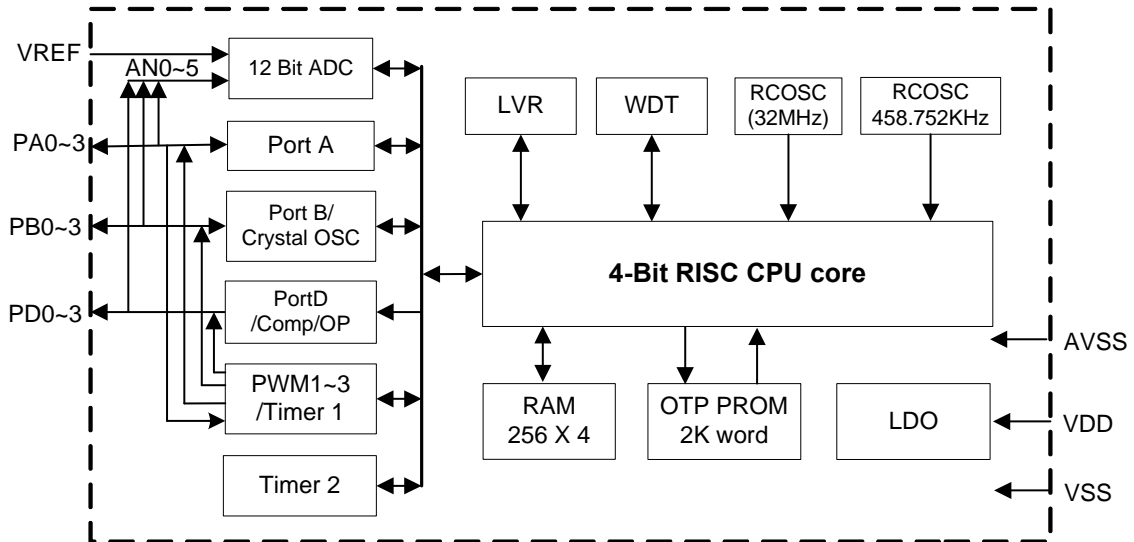 VREF
AN0~5
12 Bit ADC
LVR
WDT
RCOSC
(32MHz)
RCOSC
458.752KHz
PA0~3
Port A
PB0~3
Port B/
Crystal OSC
4-Bit RISC CPU core
PD0~3
PortD
/Comp/OP
AVSS
PWM1~3
/Timer 1
RAM
256 X 4
OTP PROM
2K word
LDO
VDD
Timer 2
VSS